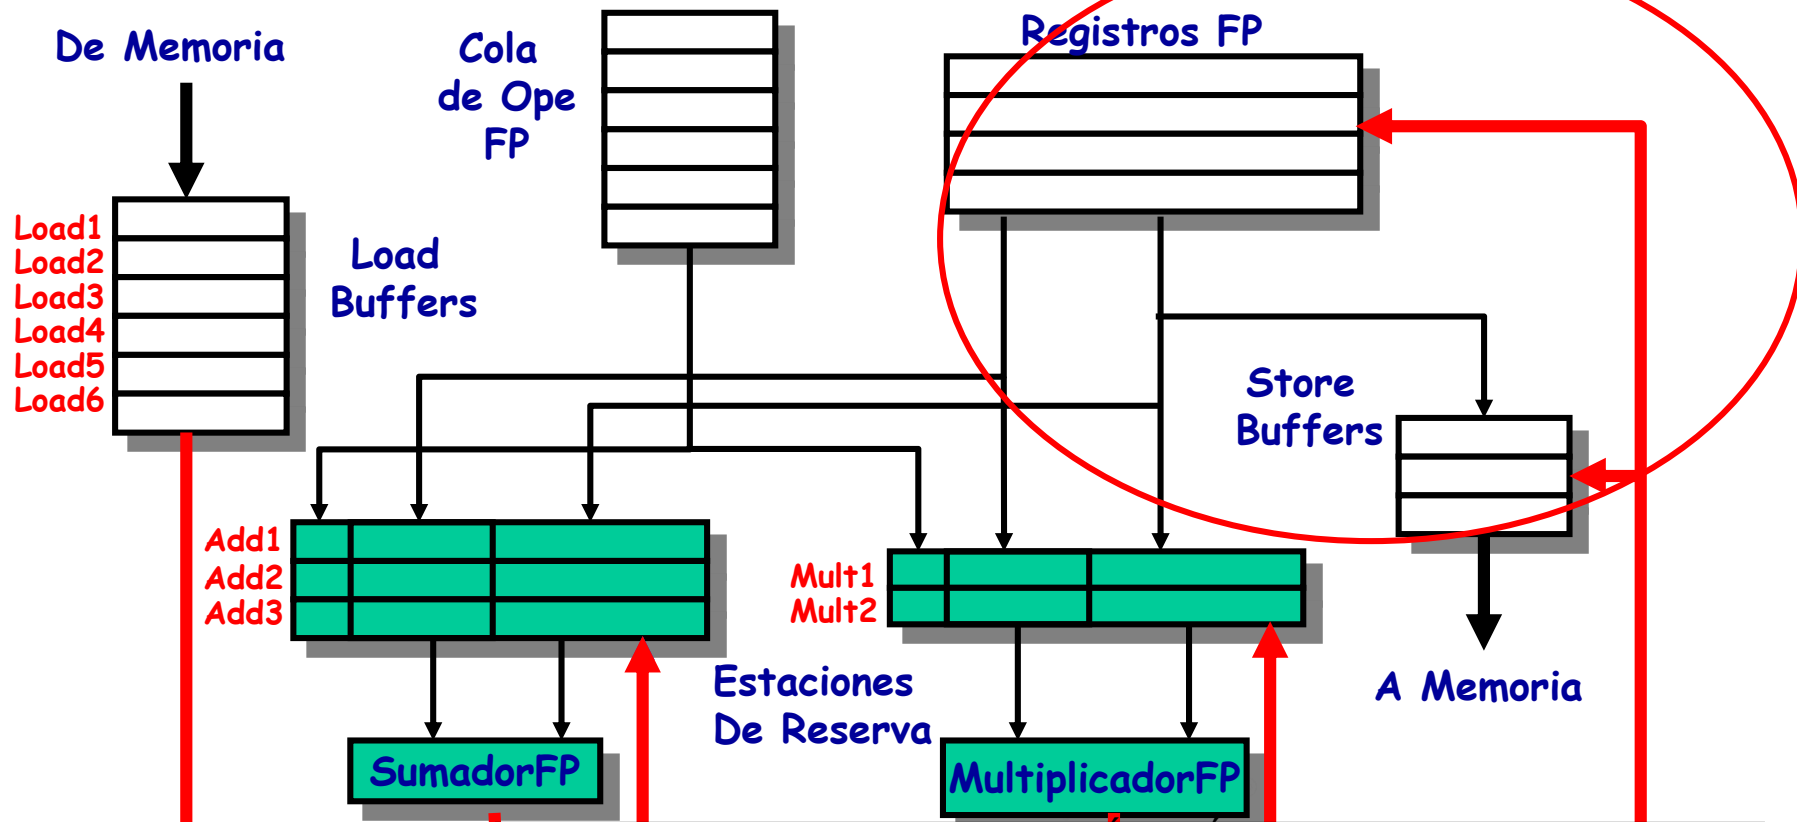 De Memoria
Cola
de Ope
FP
Registros FP
Load1
Load2
Load3
Load4
Load5
Load6
Load
Buffers
Store
Buffers
Add1
Add2
Add3
Mult1
Mult2
Estaciones
De Reserva
A Memoria
SumadorFP
MultiplicadorFP